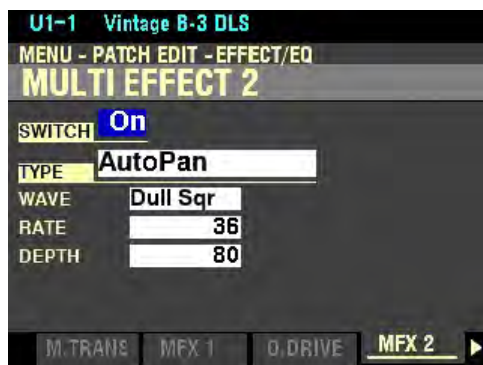 U1-1 Vintage B-3 DLS
MENU - PATCH EDIT - EFFECT/EQ
MULTI EFFECT 2
SWITCH On
TYPE AutoPan
WAVE Dull Sqr
RATE 36
DEPTH 80
M.TRANS MFX 1 O.DRIVE MFX 2